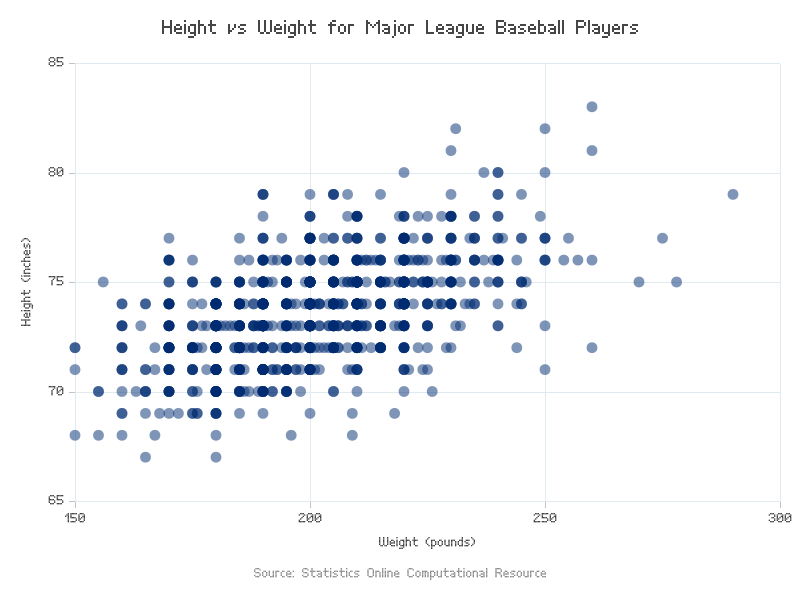 Height vs Weight for Major League Baseball Players
85
80
75
70
65
Height (inches)
150
200
250
300
Weight (pounds)
Source: Statistics Online Computational Resource